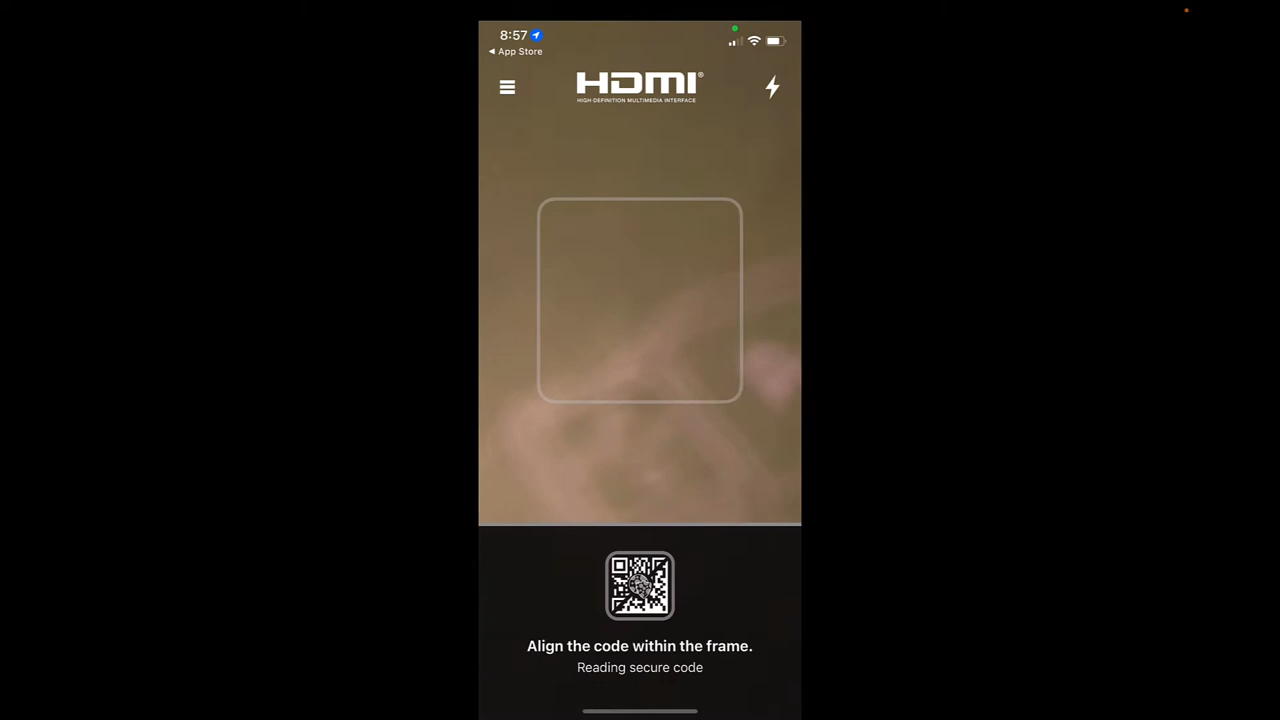 8:57
◀ App Store
HDMI®
HIGH-DEFINITION MULTIMEDIA INTERFACE
Align the code within the frame.
Reading secure code